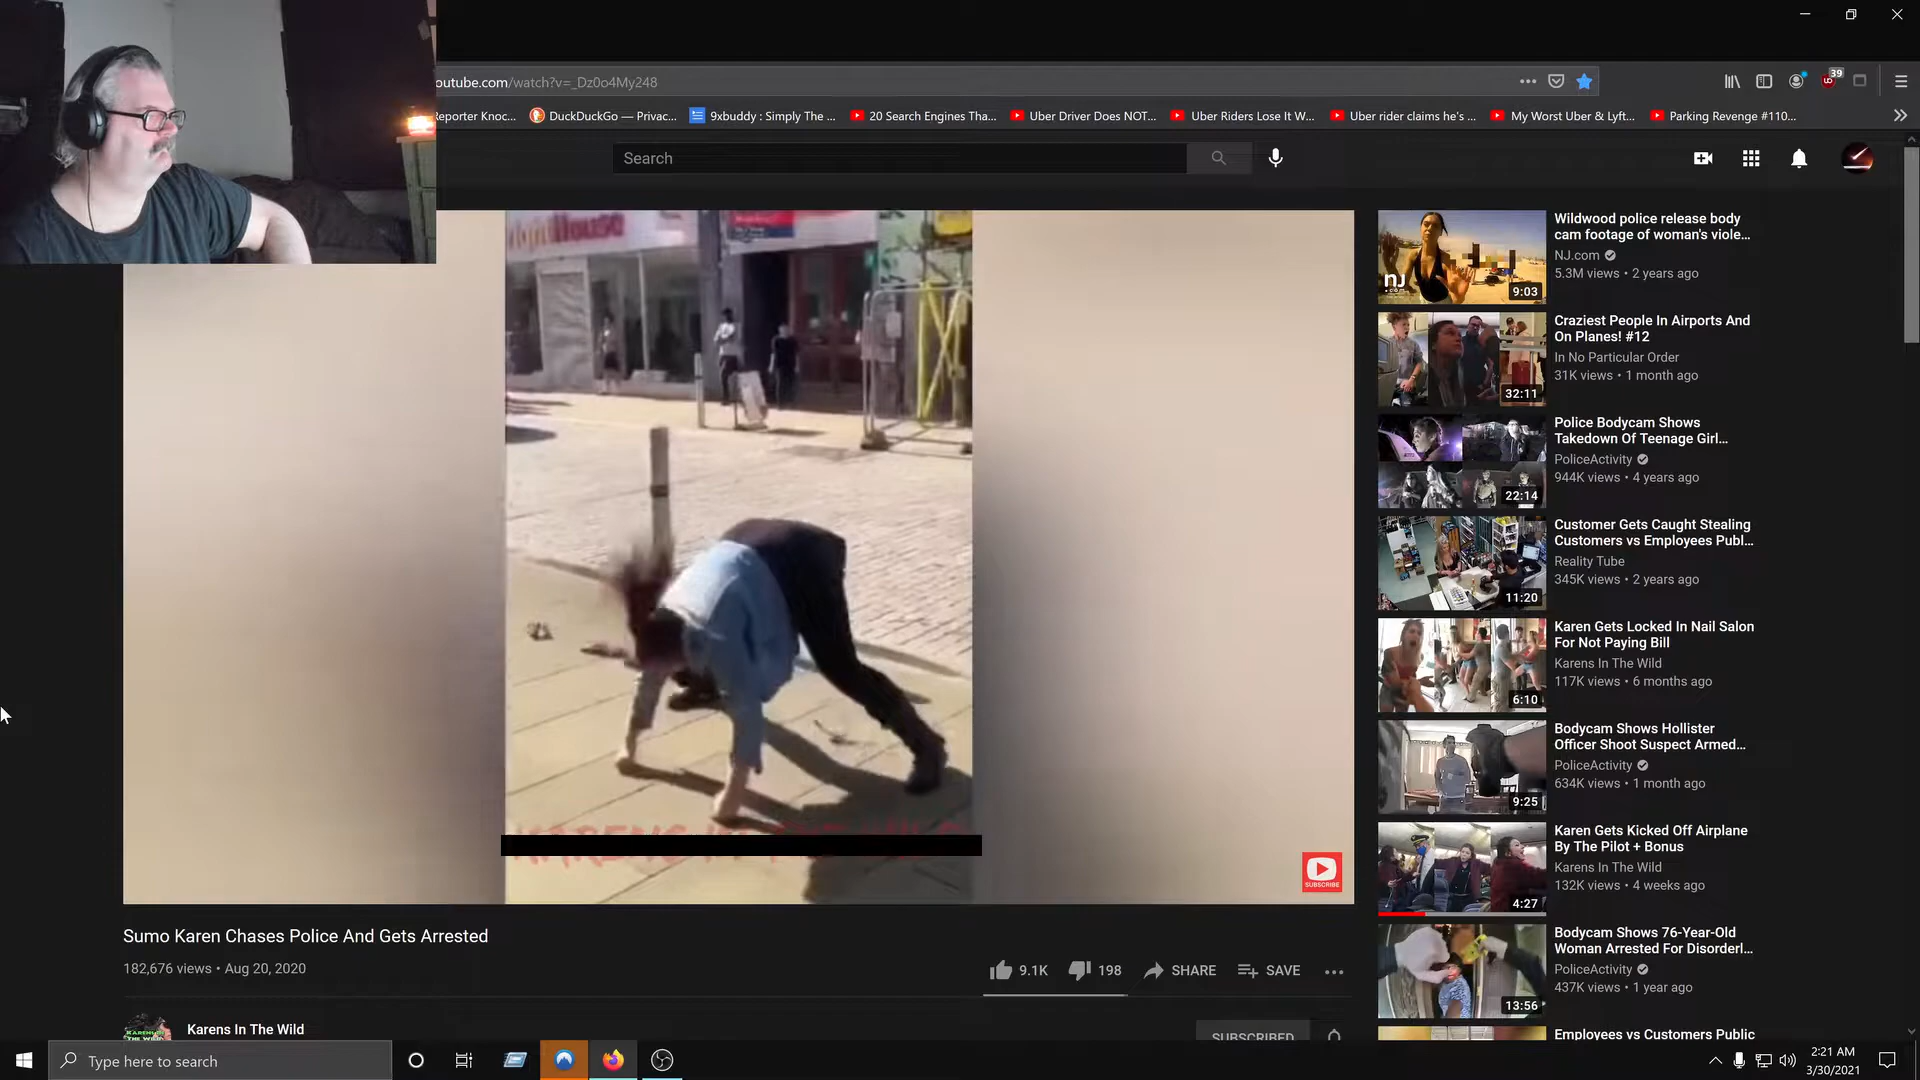 outube.com/watch?v=_Dz0o4My248
39
Reporter Knoc...
DuckDuckGo — Privac...
9xbuddy : Simply The ...
20 Search Engines Tha...
Uber Driver Does NOT...
Uber Riders Lose It W...
Uber rider claims he's ...
My Worst Uber & Lyft...
Parking Revenge #110...
Search
SUBSCRIBE
Sumo Karen Chases Police And Gets Arrested
182,676 views • Aug 20, 2020
9.1K
198
SHARE
SAVE
Karens In The Wild
SUBSCRIBED
Wildwood police release body
cam footage of woman's viole...
NJ.com
5.3M views • 2 years ago
nj
.com
9:03
Craziest People In Airports And
On Planes! #12
In No Particular Order
31K views • 1 month ago
32:11
Police Bodycam Shows
Takedown Of Teenage Girl...
PoliceActivity
944K views • 4 years ago
22:14
Customer Gets Caught Stealing
Customers vs Employees Publ...
Reality Tube
345K views • 2 years ago
11:20
Karen Gets Locked In Nail Salon
For Not Paying Bill
Karens In The Wild
117K views • 6 months ago
6:10
Bodycam Shows Hollister
Officer Shoot Suspect Armed...
PoliceActivity
634K views • 1 month ago
9:25
Karen Gets Kicked Off Airplane
By The Pilot + Bonus
Karens In The Wild
132K views • 4 weeks ago
4:27
Bodycam Shows 76-Year-Old
Woman Arrested For Disorderl...
PoliceActivity
437K views • 1 year ago
13:56
Employees vs Customers Public
Type here to search
2:21 AM
3/30/2021